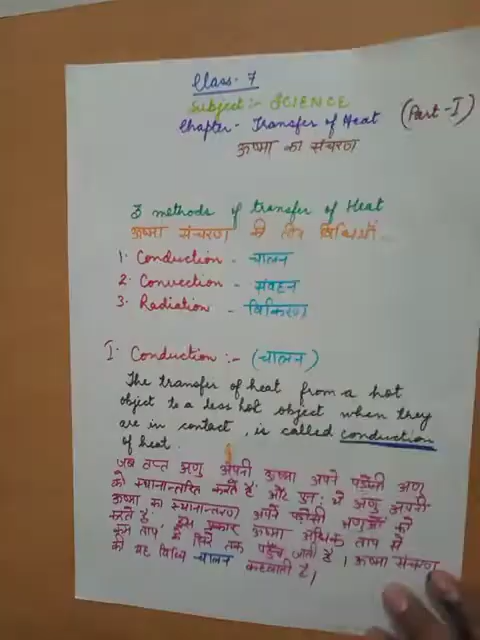 Class- 7
Subject:- SCIENCE
Chapter- Transfer of Heat (Part-I)
ऊष्मा का संचरण
3 methods of transfer of Heat
ऊष्मा संचरण की तीन विधियाँ..
1. Conduction - चालन
2. Convection - संवहन
3. Radiation - विकिरण
I. Conduction :- (चालन)
The transfer of heat from a hot
object to a less hot object when they
are in contact, is called conduction
of heat.
जब तप्त अणु अपनी ऊष्मा अपने पड़ोसी अणु
को स्थानान्तरित करते हैं और पुनः ये अणु अपनी
ऊष्मा का स्थानान्तरण अपने पड़ोसी अणुओं को
करते हैं, इस प्रकार ऊष्मा अधिक ताप से
कम ताप के सिरे तक पहुँच जाती है। ऊष्मा संचरण
की यह विधि चालन कहलाती है।